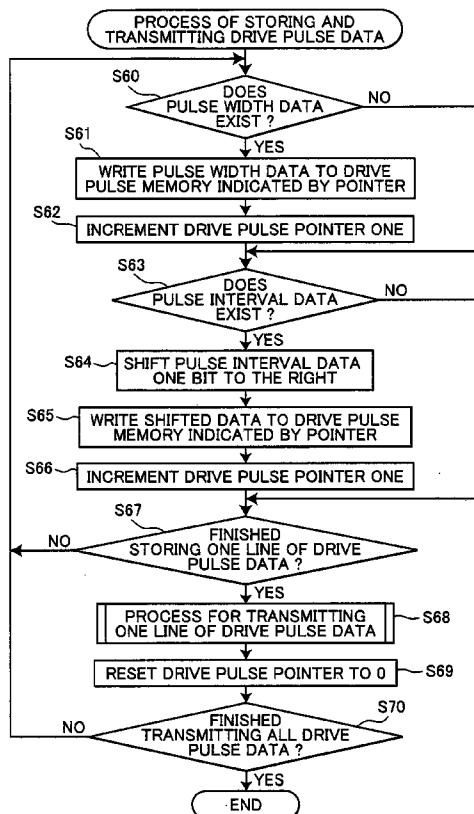 PROCESS OF STORING AND
TRANSMITTING DRIVE PULSE DATA
S60
DOES
PULSE WIDTH DATA
EXIST ?
NO
YES
S61
WRITE PULSE WIDTH DATA TO DRIVE
PULSE MEMORY INDICATED BY POINTER
S62
INCREMENT DRIVE PULSE POINTER ONE
S63
DOES
PULSE INTERVAL DATA
EXIST ?
NO
YES
S64
SHIFT PULSE INTERVAL DATA
ONE BIT TO THE RIGHT
S65
WRITE SHIFTED DATA TO DRIVE PULSE
MEMORY INDICATED BY POINTER
S66
INCREMENT DRIVE PULSE POINTER ONE
S67
FINISHED
STORING ONE LINE OF DRIVE
PULSE DATA ?
NO
YES
PROCESS FOR TRANSMITTING
ONE LINE OF DRIVE PULSE DATA
S68
RESET DRIVE PULSE POINTER TO 0
S69
S70
FINISHED
TRANSMITTING ALL DRIVE
PULSE DATA ?
NO
YES
END